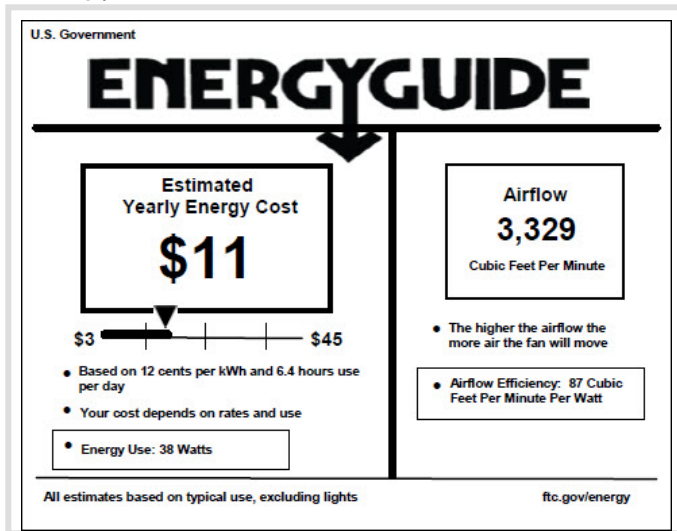 U.S. Government
ENERGYGUIDE
Estimated
Yearly Energy Cost
$11
$3
$45
• Based on 12 cents per kWh and 6.4 hours use
per day
• Your cost depends on rates and use
• Energy Use: 38 Watts
Airflow
3,329
Cubic Feet Per Minute
• The higher the airflow the
more air the fan will move
• Airflow Efficiency: 87 Cubic
Feet Per Minute Per Watt
All estimates based on typical use, excluding lights
ftc.gov/energy